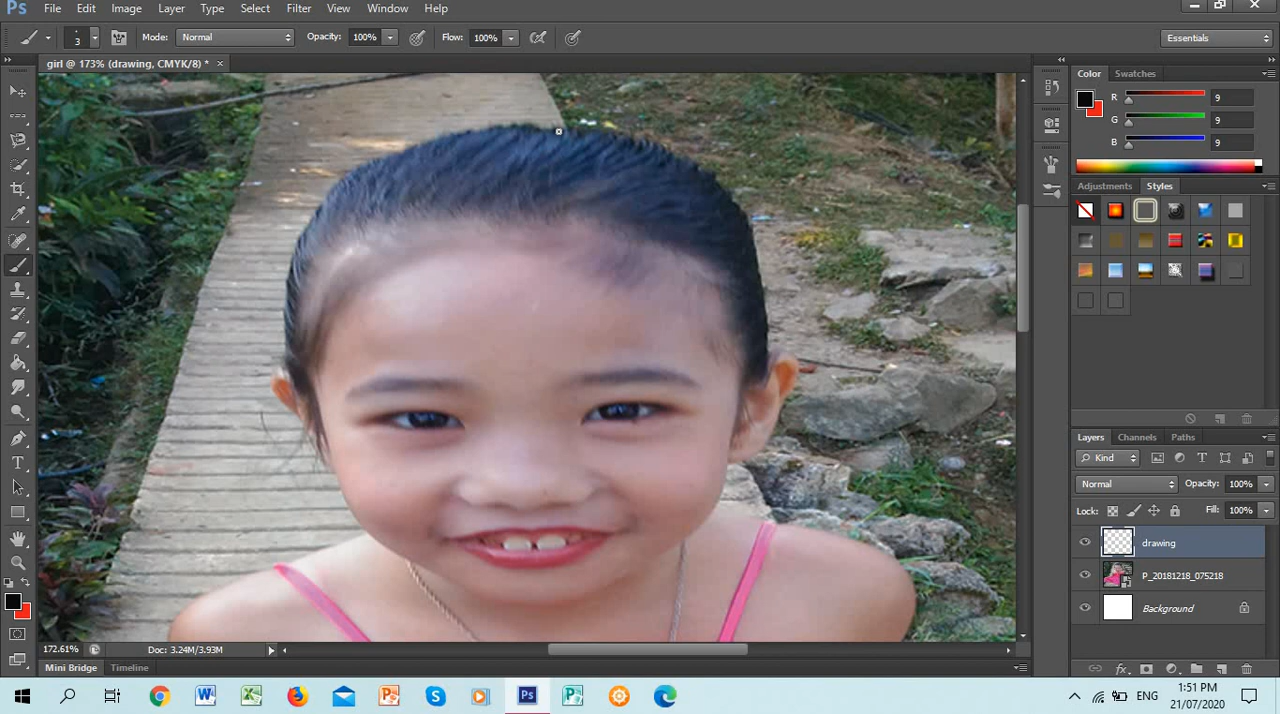 Ps File Edit Image Layer Type Select Filter View Window Help
3 Mode: Normal Opacity: 100% Flow: 100% Essentials
girl @ 173% (drawing, CMYK/8) * ×
Color Swatches
R 9
G 9
B 9
Adjustments Styles
Layers Channels Paths
Kind T
Normal Opacity: 100%
Lock: Fill: 100%
drawing
P_20181218_075218
Background
T
172.61% Doc: 3.24M/3.93M
Mini Bridge Timeline
ENG 1:51 PM
21/07/2020